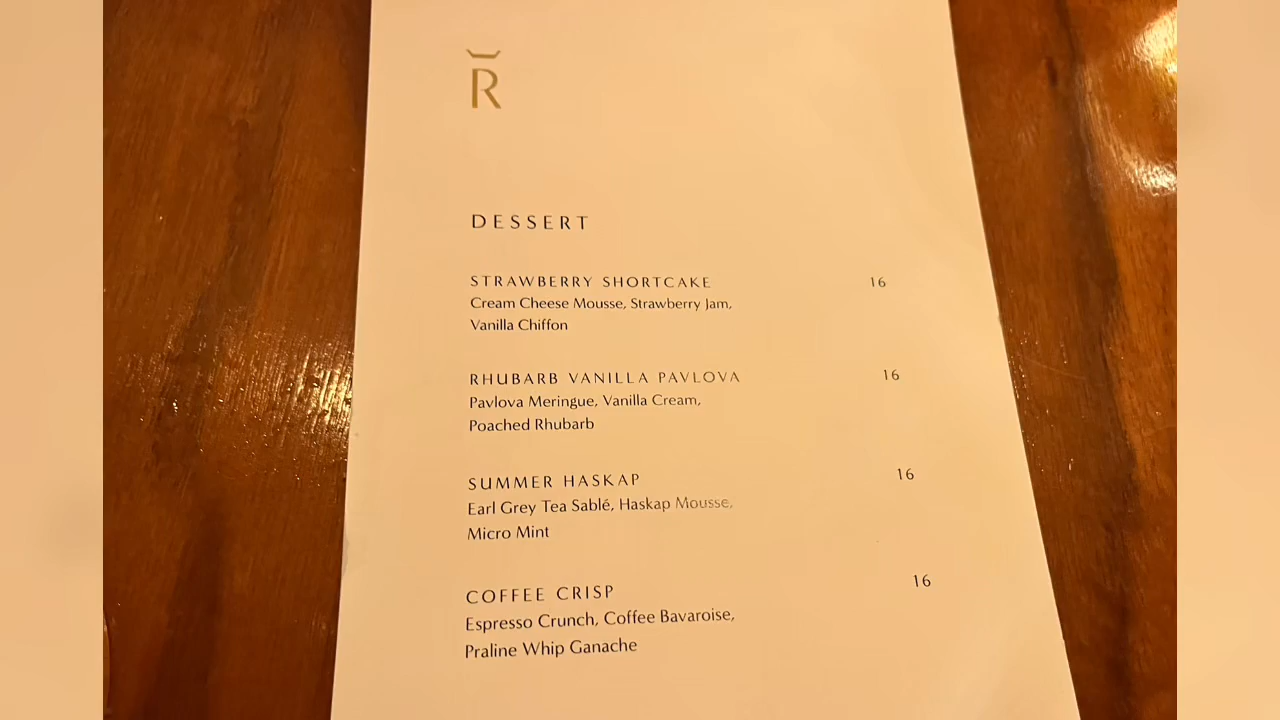 R
DESSERT
STRAWBERRY SHORTCAKE 16
Cream Cheese Mousse, Strawberry Jam,
Vanilla Chiffon
RHUBARB VANILLA PAVLOVA 16
Pavlova Meringue, Vanilla Cream,
Poached Rhubarb
SUMMER HASKAP 16
Earl Grey Tea Sablé, Haskap Mousse,
Micro Mint
COFFEE CRISP 16
Espresso Crunch, Coffee Bavaroise,
Praline Whip Ganache